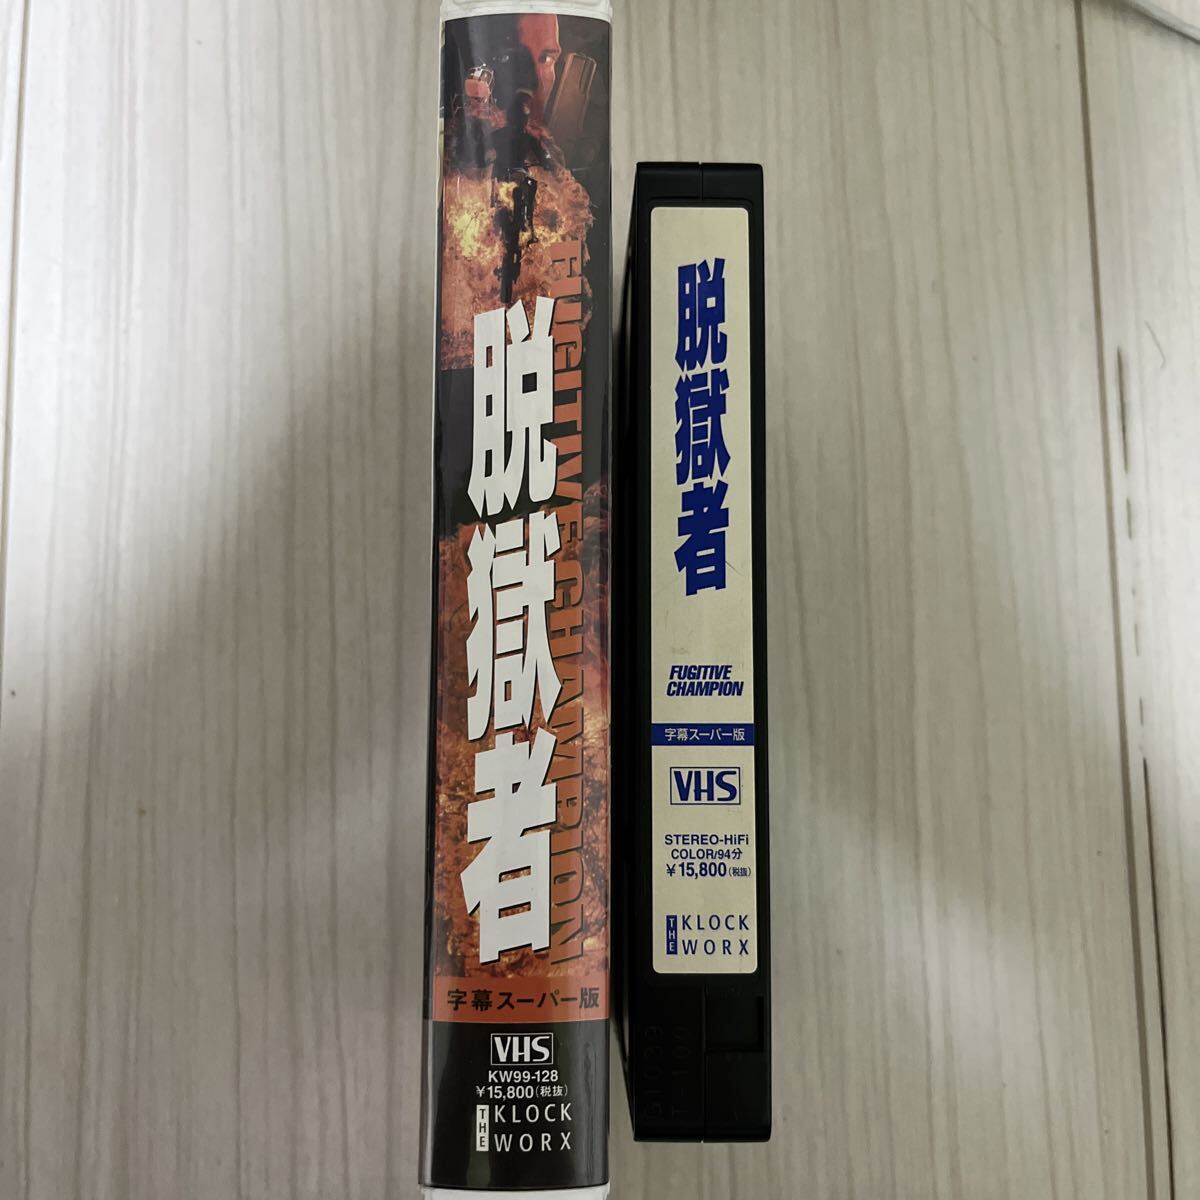 脱獄者
FUGITIVE CHAMPION
字幕スーパー版
VHS
KW99-128
¥15,800(税抜)
THE KLOCK WORX
脱獄者
FUGITIVE
CHAMPION
字幕スーパー版
VHS
STEREO-HiFi
COLOR/94分
¥15,800(税抜)
THE KLOCK WORX
T-100